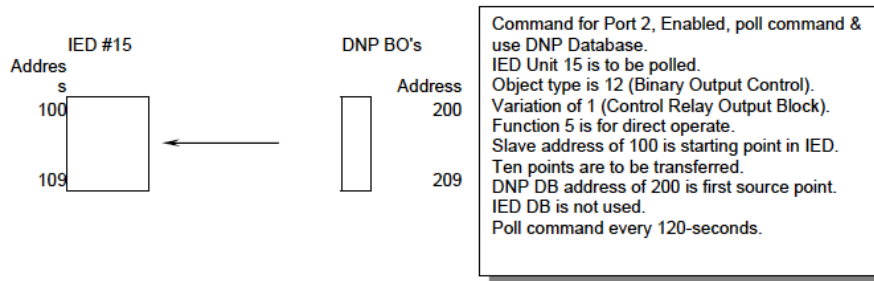 IED #15
DNP BO's
Addres
s
Address
100
200
109
209
Command for Port 2, Enabled, poll command &
use DNP Database.
IED Unit 15 is to be polled.
Object type is 12 (Binary Output Control).
Variation of 1 (Control Relay Output Block).
Function 5 is for direct operate.
Slave address of 100 is starting point in IED.
Ten points are to be transferred.
DNP DB address of 200 is first source point.
IED DB is not used.
Poll command every 120-seconds.